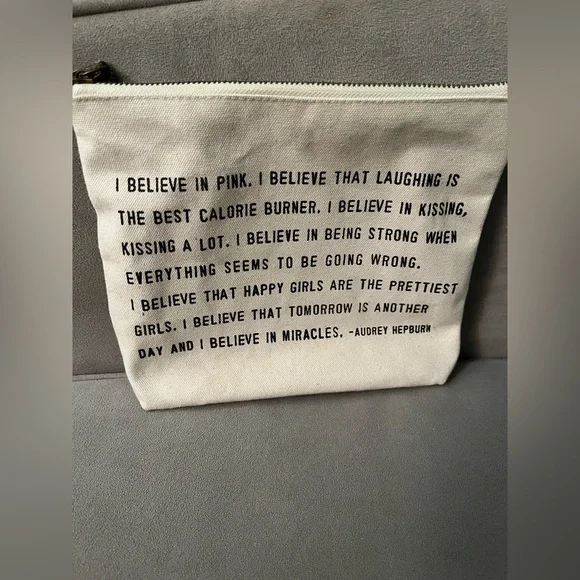 I BELIEVE IN PINK. I BELIEVE THAT LAUGHING IS
THE BEST CALORIE BURNER. I BELIEVE IN KISSING,
KISSING A LOT. I BELIEVE IN BEING STRONG WHEN
EVERYTHING SEEMS TO BE GOING WRONG.
I BELIEVE THAT HAPPY GIRLS ARE THE PRETTIEST
GIRLS. I BELIEVE THAT TOMORROW IS ANOTHER
DAY AND I BELIEVE IN MIRACLES. -AUDREY HEPBURN